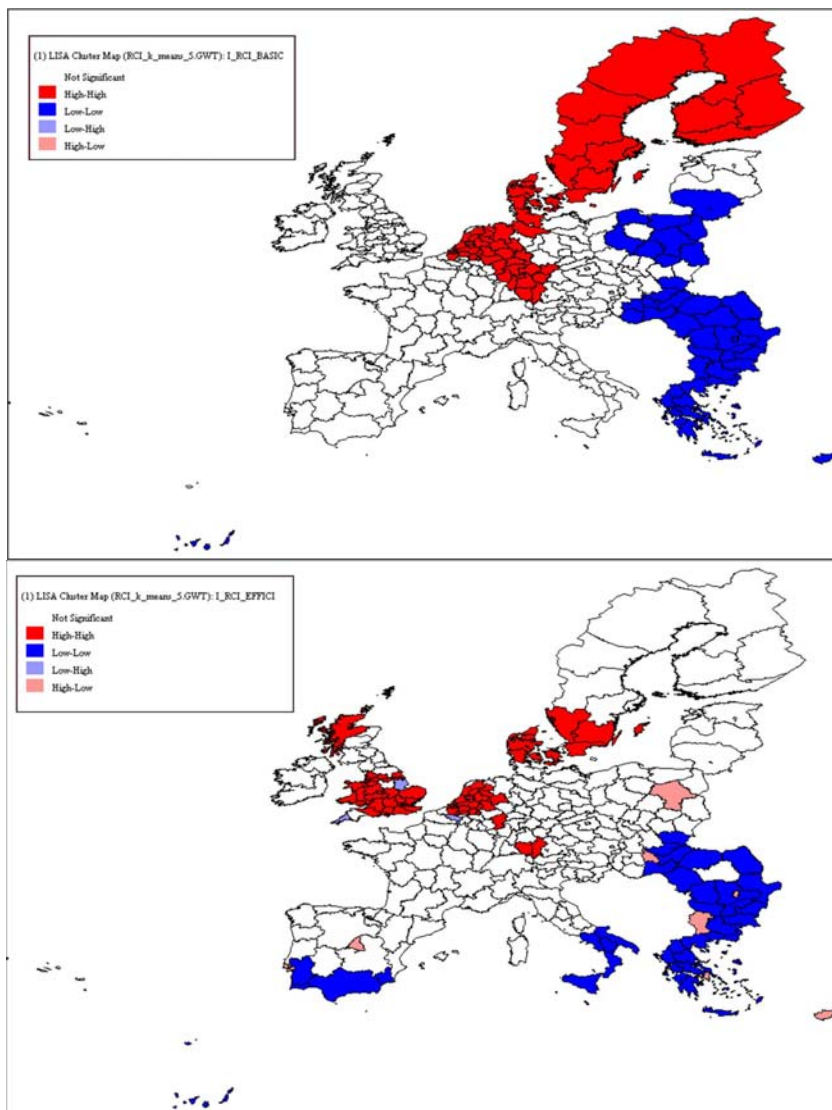 (1) LISA Cluster Map (RCI_k_means_5.GWT): I_RCI_BASIC
Not Significant
High-High
Low-Low
Low-High
High-Low
(1) LISA Cluster Map (RCI_k_means_5.GWT): I_RCI_EFFICI
Not Significant
High-High
Low-Low
Low-High
High-Low